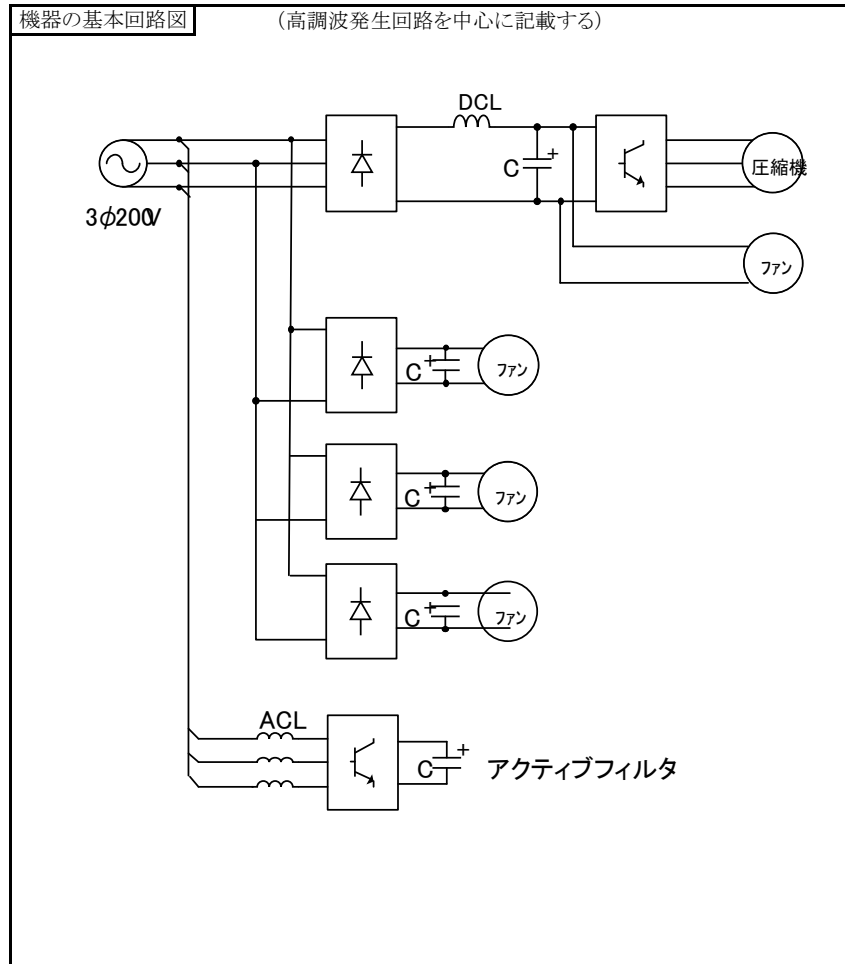 機器の基本回路図
(高調波発生回路を中心に記載する)
DCL
C
+
圧縮機
3φ200V
ファン
C
+
ファン
C
+
ファン
C
+
ファン
ACL
C
+
アクティブフィルタ